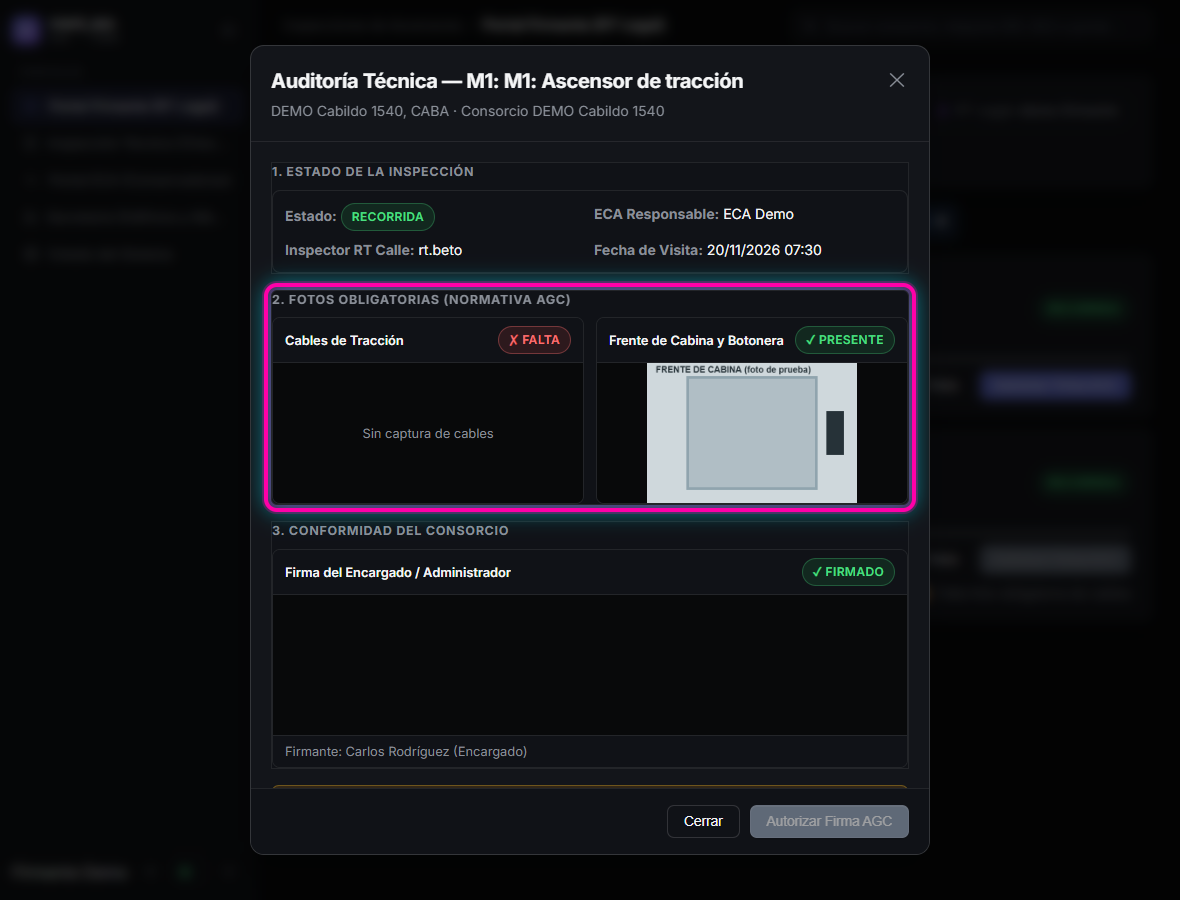 Auditoría Técnica — M1: M1: Ascensor de tracción
DEMO Cabildo 1540, CABA · Consorcio DEMO Cabildo 1540
1. ESTADO DE LA INSPECCIÓN
Estado: RECORRIDA
ECA Responsable: ECA Demo
Inspector RT Calle: rt.beto
Fecha de Visita: 20/11/2026 07:30
2. FOTOS OBLIGATORIAS (NORMATIVA AGC)
Cables de Tracción
✗ FALTA
Sin captura de cables
Frente de Cabina y Botonera
✓ PRESENTE
FRENTE DE CABINA (foto de prueba)
3. CONFORMIDAD DEL CONSORCIO
Firma del Encargado / Administrador
✓ FIRMADO
Firmante: Carlos Rodríguez (Encargado)
Cerrar
Autorizar Firma AGC